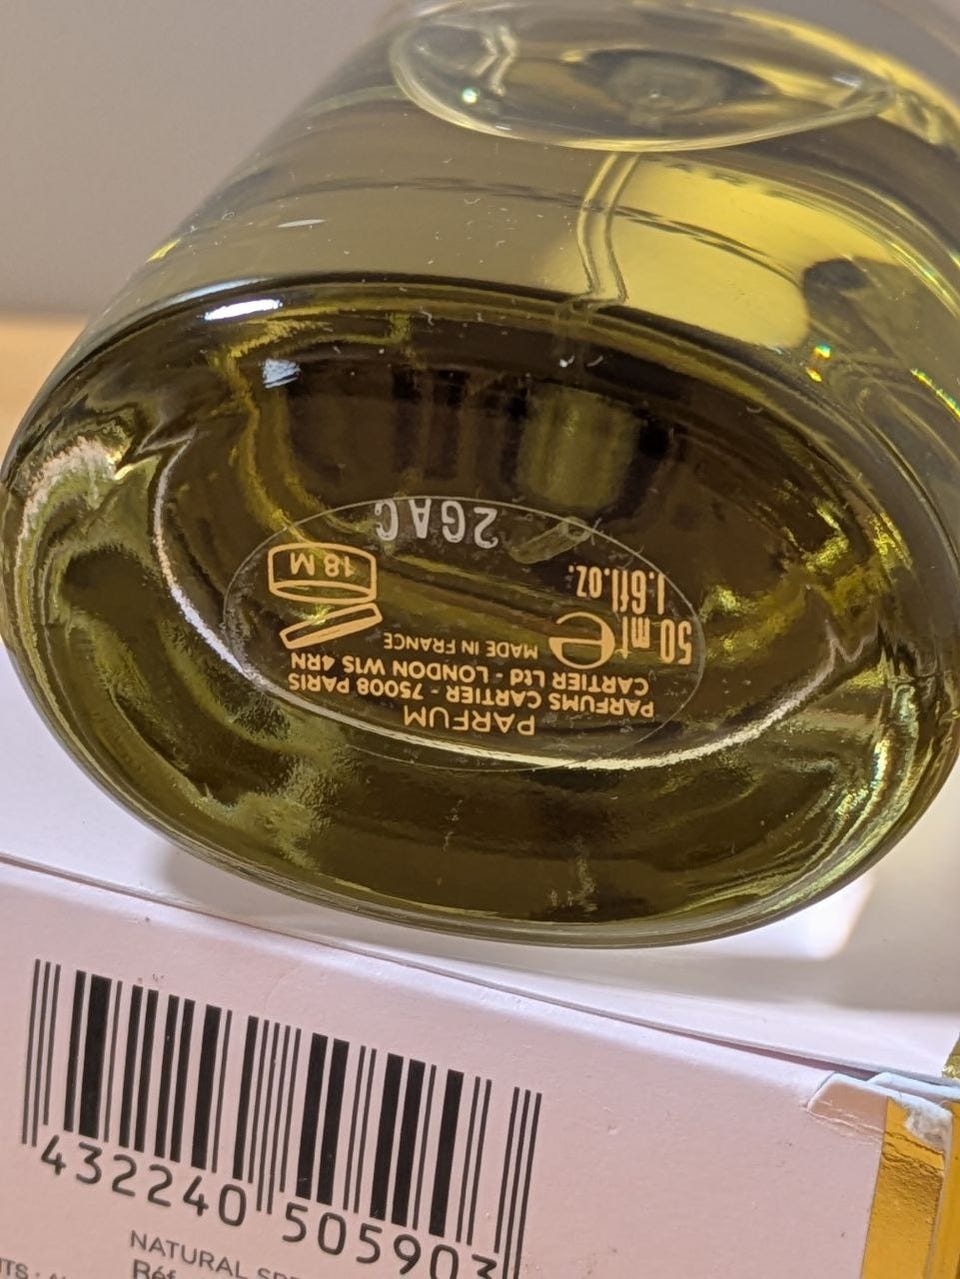 PARFUM
PARFUMS CARTIER - 75008 PARIS
CARTIER Ltd - LONDON W1S 4RN
50 ml e MADE IN FRANCE
1.6fl.oz. 18 M
2GAC
432240 505903
NATURAL
Réf